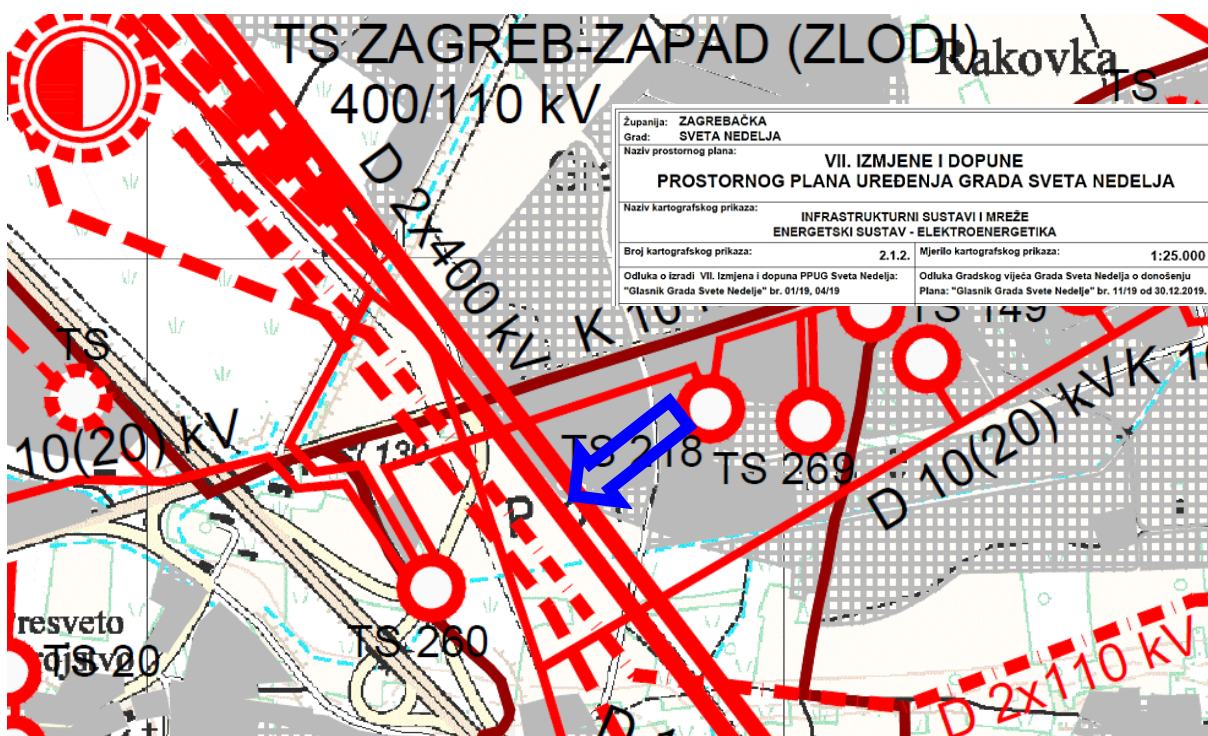 TS ZAGREB-ZAPAD (ZLODI)
400/110 kV
Rakovka
TS
Županija: ZAGREBAČKA
Grad: SVETA NEDELJA
Naziv prostornog plana:
VII. IZMJENE I DOPUNE
PROSTORNOG PLANA UREĐENJA GRADA SVETA NEDELJA
Naziv kartografskog prikaza:
INFRASTRUKTURNI SUSTAVI I MREŽE
ENERGETSKI SUSTAV - ELEKTROENERGETIKA
Broj kartografskog prikaza: 2.1.2.
Mjerilo kartografskog prikaza: 1:25.000
Odluka o izradi VII. Izmjena i dopuna PPUG Sveta Nedelja:
"Glasnik Grada Svete Nedelje" br. 01/19, 04/19
Odluka Gradskog vijeća Grada Sveta Nedelja o donošenju
Plana: "Glasnik Grada Svete Nedelje" br. 11/19 od 30.12.2019.
D 2x400 kV
K 10
TS 149
TS
10(20) kV
TS 218
TS 269
D 10(20) kV
K 10
TS 260
resveto
TS 20
D 2x110 kV
D 1